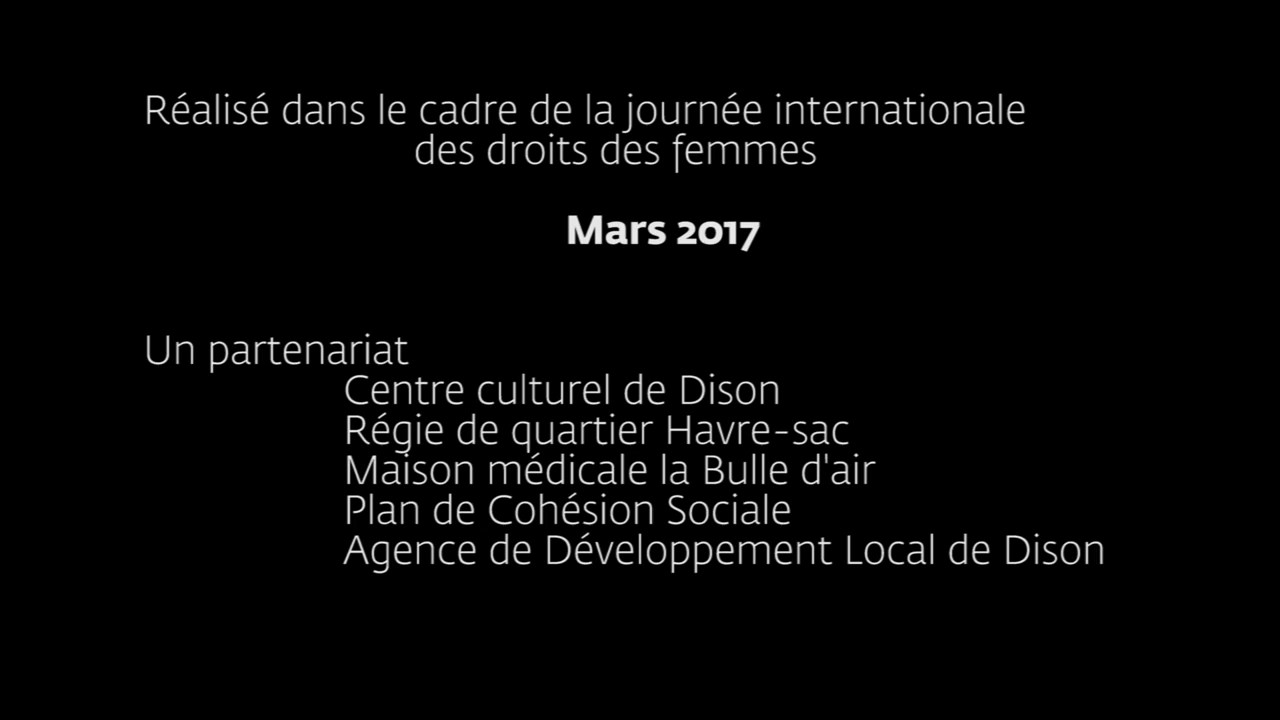 Réalisé dans le cadre de la journée internationale
des droits des femmes
Mars 2017
Un partenariat
Centre culturel de Dison
Régie de quartier Havre-sac
Maison médicale la Bulle d'air
Plan de Cohésion Sociale
Agence de Développement Local de Dison